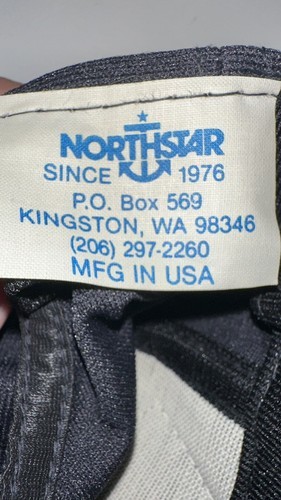 NORTHSTAR
SINCE 1976
P.O. Box 569
KINGSTON, WA 98346
(206) 297-2260
MFG IN USA